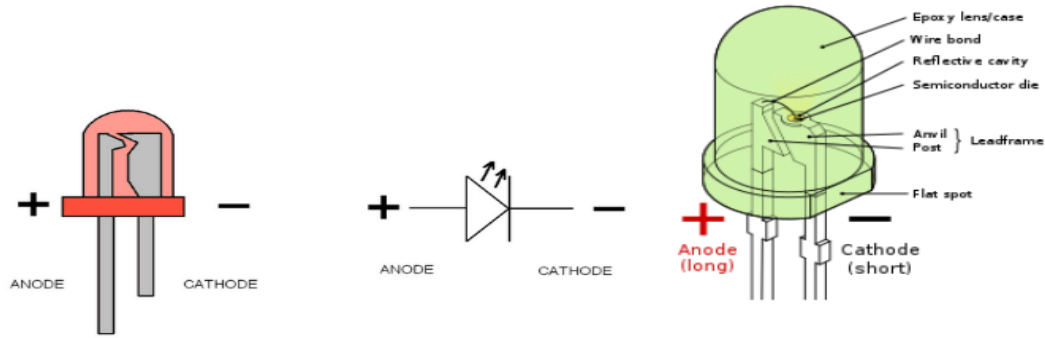 +
−
ANODE
CATHODE
+
−
ANODE
CATHODE
Epoxy lens/case
Wire bond
Reflective cavity
Semiconductor die
Anvil
Post
Leadframe
Flat spot
+
−
Anode
(long)
Cathode
(short)